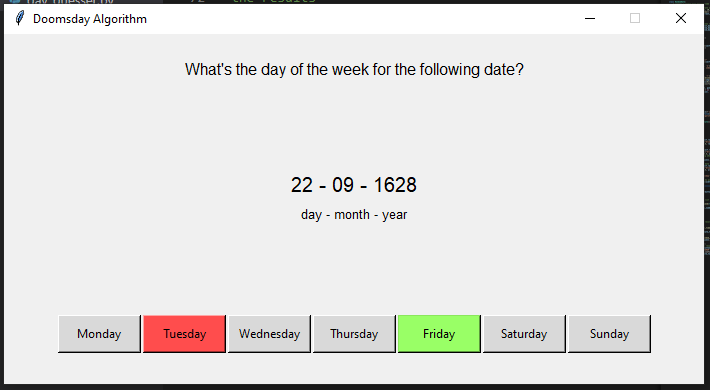 Doomsday Algorithm
What's the day of the week for the following date?
22 - 09 - 1628
day - month - year
Monday Tuesday Wednesday Thursday Friday Saturday Sunday